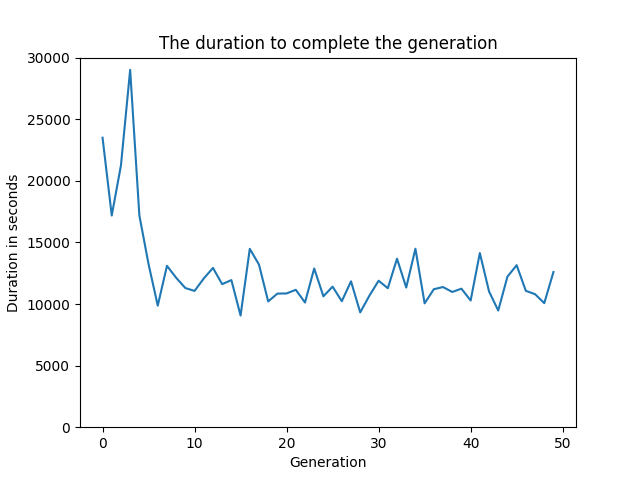 The duration to complete the generation
30000
25000
20000
15000
10000
5000
0
Duration in seconds
0 10 20 30 40 50
Generation